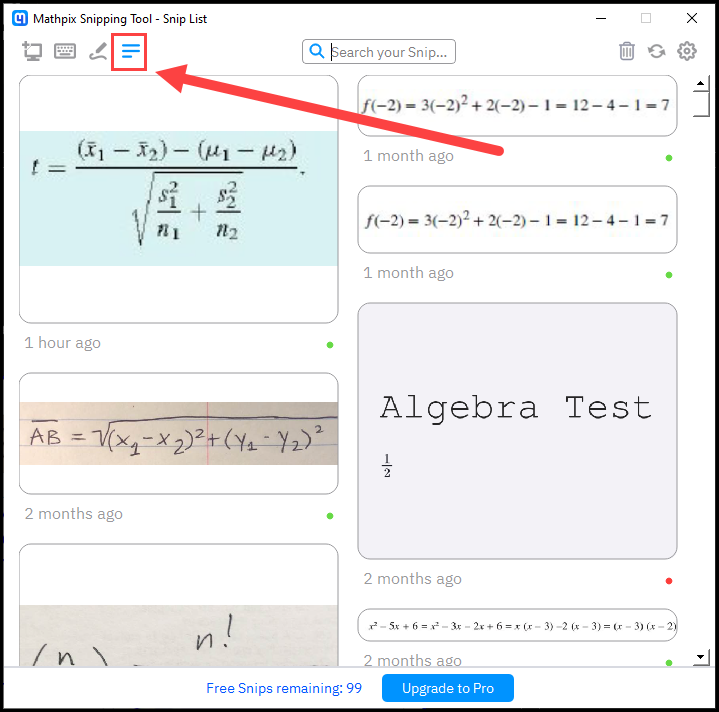 Mathpix Snipping Tool - Snip List
Search your Snip...
t = (x̄₁ − x̄₂) − (μ₁ − μ₂) / √(s₁²/n₁ + s₂²/n₂).
1 hour ago
AB̅ = √(x₁-x₂)²+(y₁-y₂)²
2 months ago
n!
(n)
f(−2) = 3(−2)² + 2(−2) − 1 = 12 − 4 − 1 = 7
1 month ago
f(−2) = 3(−2)² + 2(−2) − 1 = 12 − 4 − 1 = 7
1 month ago
Algebra Test
1/2
2 months ago
x² − 5x + 6 = x² − 3x − 2x + 6 = x (x − 3) −2 (x − 3) = (x − 3) (x − 2)
2 months ago
Free Snips remaining: 99
Upgrade to Pro